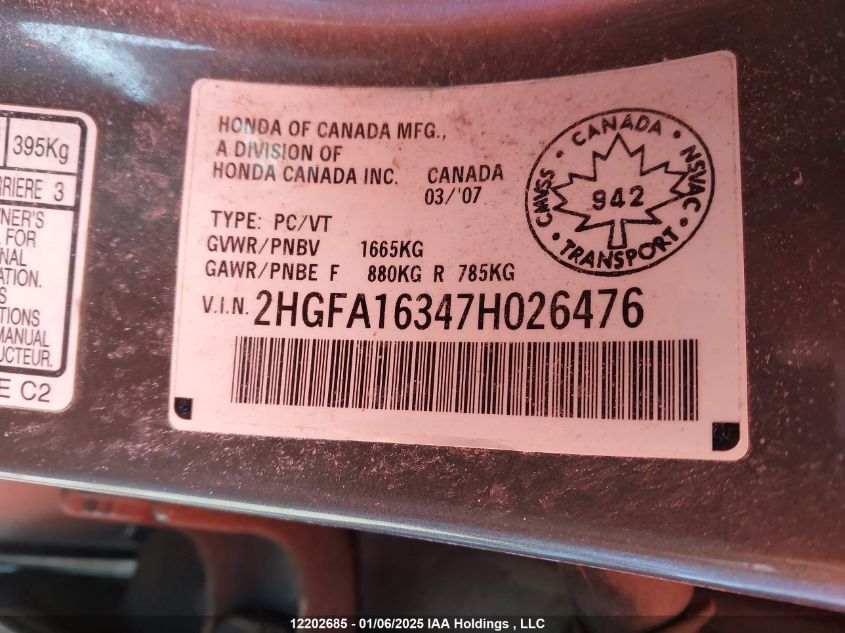 395Kg
RRIERE 3
NER'S
FOR
NAL
ATION.
S
TIONS
MANUAL
UCTEUR.
E C2
HONDA OF CANADA MFG.,
A DIVISION OF
HONDA CANADA INC. CANADA
03/'07
TYPE: PC/VT
GVWR/PNBV 1665KG
GAWR/PNBE F 880KG R 785KG
V.I.N. 2HGFA16347H026476
CANADA
CMVSS
NSVAC
942
TRANSPORT
12202685 - 01/06/2025 IAA Holdings , LLC